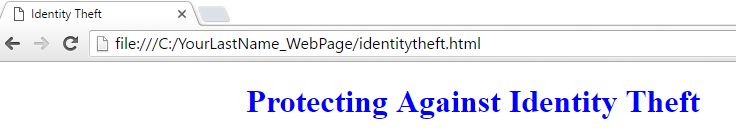 Identity Theft
file:///C:/YourLastName_WebPage/identitytheft.html
Protecting Against Identity Theft